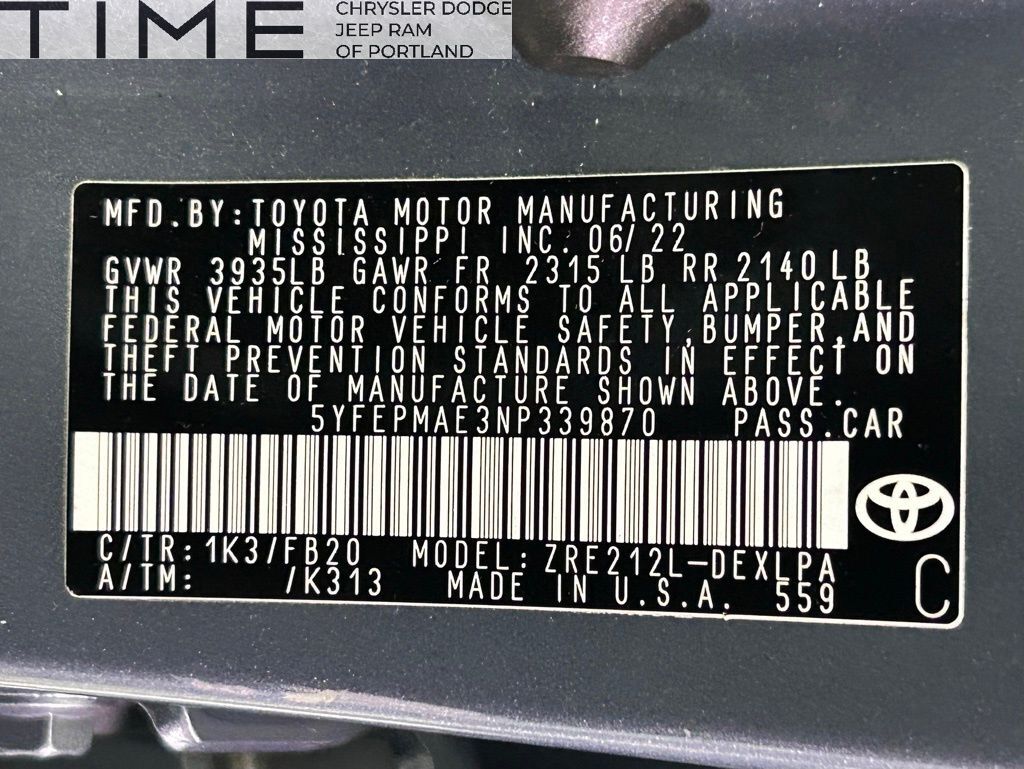 TIME
CHRYSLER DODGE
JEEP RAM
OF PORTLAND
MFD.BY:TOYOTA MOTOR MANUFACTURING
MISSISSIPPI INC. 06/22
GVWR 3935LB GAWR FR 2315 LB RR 2140 LB
THIS VEHICLE CONFORMS TO ALL APPLICABLE
FEDERAL MOTOR VEHICLE SAFETY,BUMPER,AND
THEFT PREVENTION STANDARDS IN EFFECT ON
THE DATE OF MANUFACTURE SHOWN ABOVE.
5YFEPMAE3NP339870 PASS.CAR
C/TR: 1K3/FB20 MODEL: ZRE212L-DEXLPA
A/TM: /K313 MADE IN U.S.A. 559
C